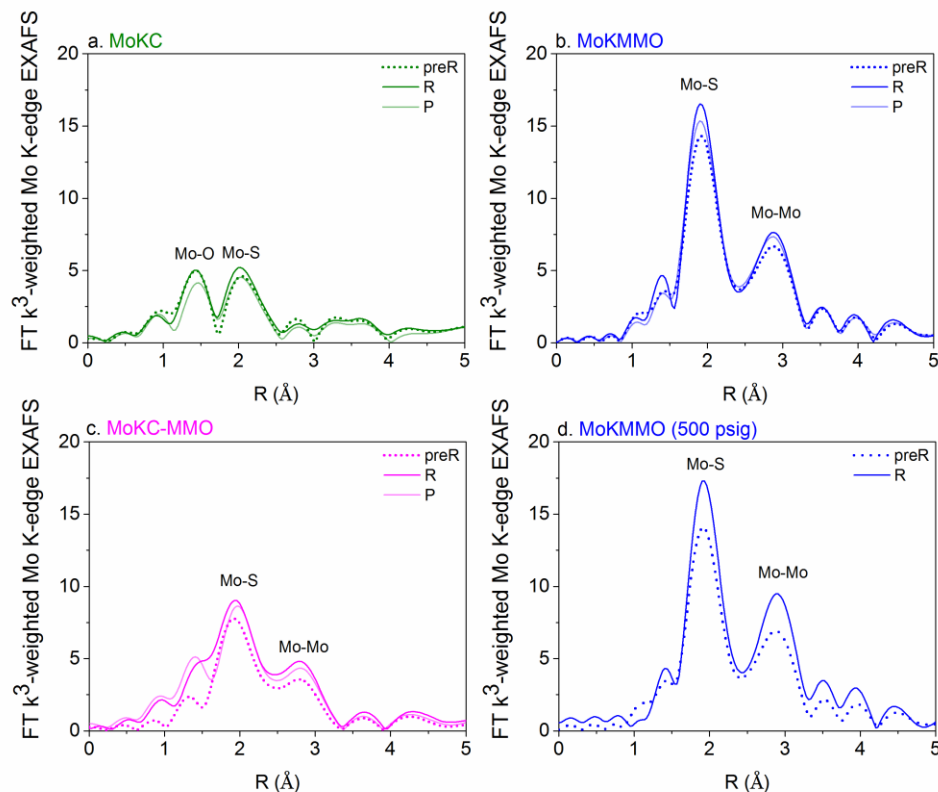 a. MoKC
FT k³-weighted Mo K-edge EXAFS
20
15
10
5
0
preR
R
P
Mo-O Mo-S
0 1 2 3 4 5
R (Å)
b. MoKMMO
FT k³-weighted Mo K-edge EXAFS
20
15
10
5
0
preR
R
P
Mo-S
Mo-Mo
0 1 2 3 4 5
R (Å)
c. MoKC-MMO
FT k³-weighted Mo K-edge EXAFS
20
15
10
5
0
preR
R
P
Mo-S
Mo-Mo
0 1 2 3 4 5
R (Å)
d. MoKMMO (500 psig)
FT k³-weighted Mo K-edge EXAFS
20
15
10
5
0
preR
R
Mo-S
Mo-Mo
0 1 2 3 4 5
R (Å)